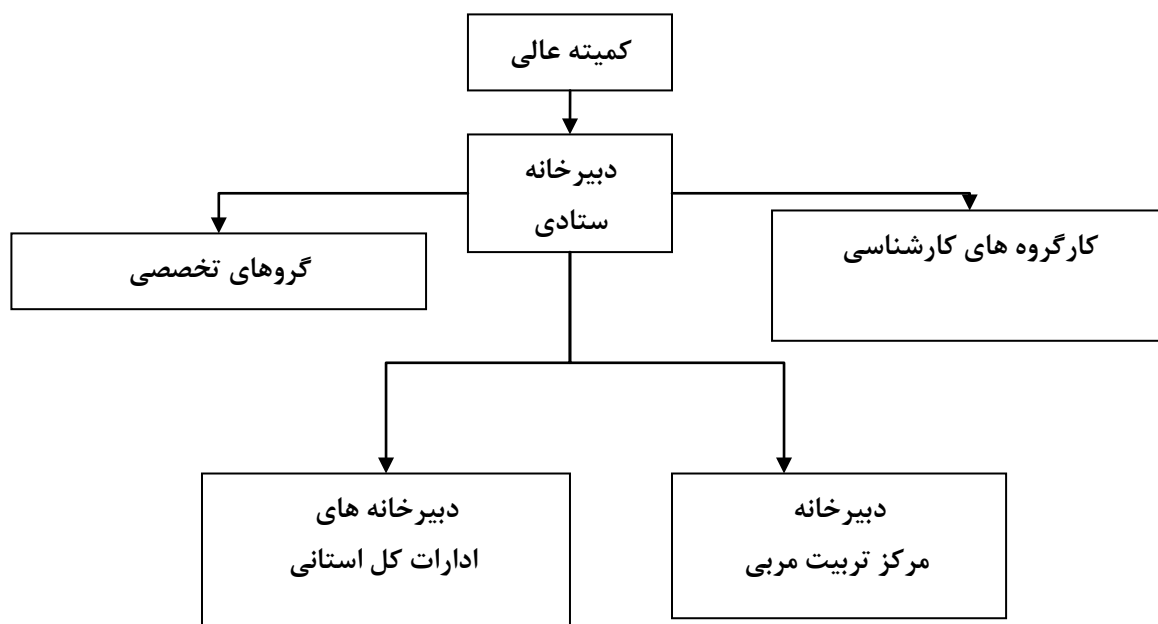 کمیته عالی
دبیرخانه
ستادی
کارگروه های کارشناسی
گروهای تخصصی
دبیرخانه
مرکز تربیت مربی
دبیرخانه های
ادارات کل استانی